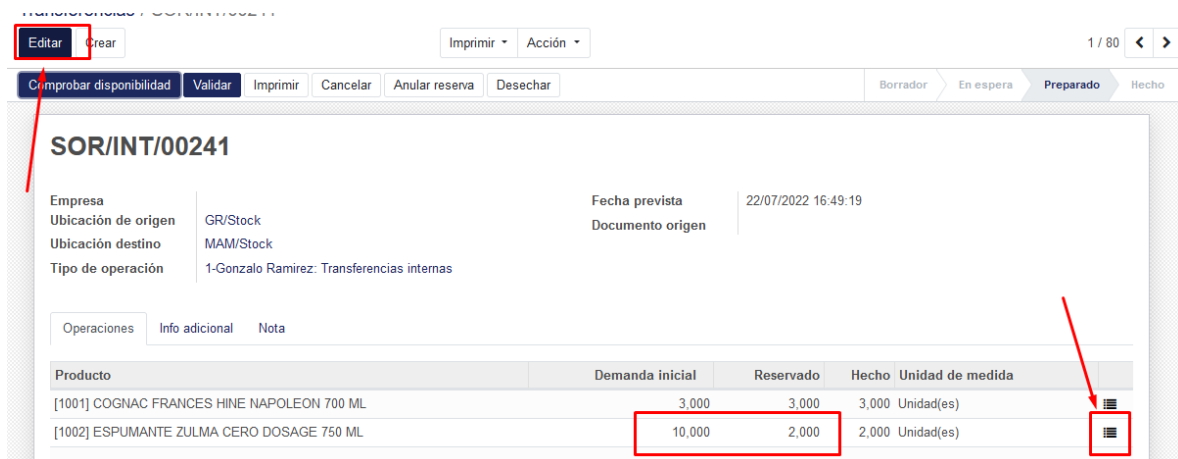 Transferencias / SOR/INT/00241
Editar Crear Imprimir Acción 1 / 80
Comprobar disponibilidad Validar Imprimir Cancelar Anular reserva Desechar Borrador En espera Preparado Hecho
SOR/INT/00241
Empresa Fecha prevista 22/07/2022 16:49:19
Ubicación de origen GR/Stock Documento origen
Ubicación destino MAM/Stock
Tipo de operación 1-Gonzalo Ramirez: Transferencias internas
Operaciones Info adicional Nota
Producto Demanda inicial Reservado Hecho Unidad de medida
[1001] COGNAC FRANCES HINE NAPOLEON 700 ML 3,000 3,000 3,000 Unidad(es)
[1002] ESPUMANTE ZULMA CERO DOSAGE 750 ML 10,000 2,000 2,000 Unidad(es)